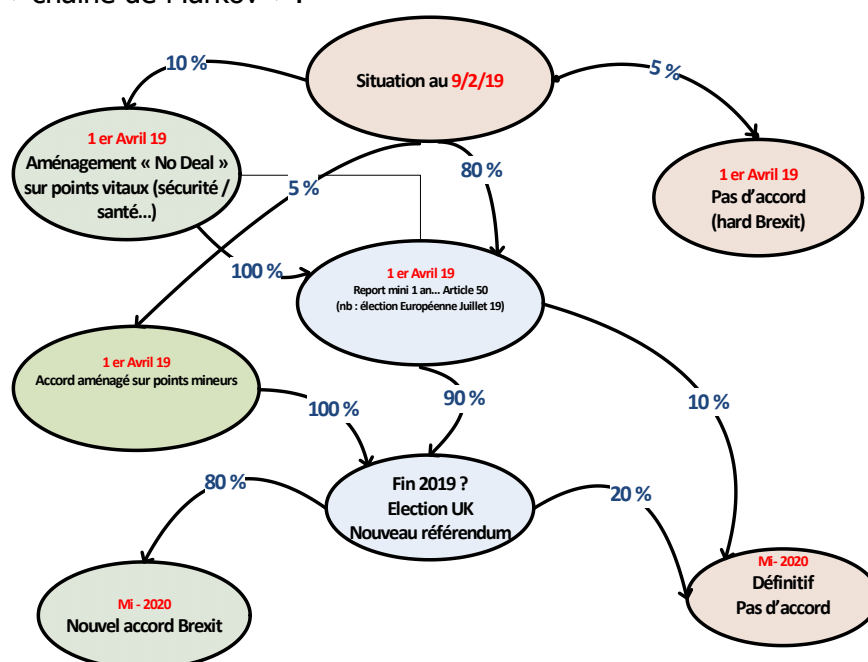 chaîne de Markov » :
10 %
Situation au 9/2/19
5 %
1 er Avril 19
Aménagement « No Deal »
sur points vitaux (sécurité /
santé...)
5 %
80 %
1 er Avril 19
Pas d'accord
(hard Brexit)
100 %
1 er Avril 19
Report mini 1 an... Article 50
(nb : élection Européenne Juillet 19)
1 er Avril 19
Accord aménagé sur points mineurs
100 %
90 %
10 %
80 %
Fin 2019 ?
Election UK
Nouveau référendum
20 %
Mi - 2020
Nouvel accord Brexit
Mi- 2020
Définitif
Pas d'accord